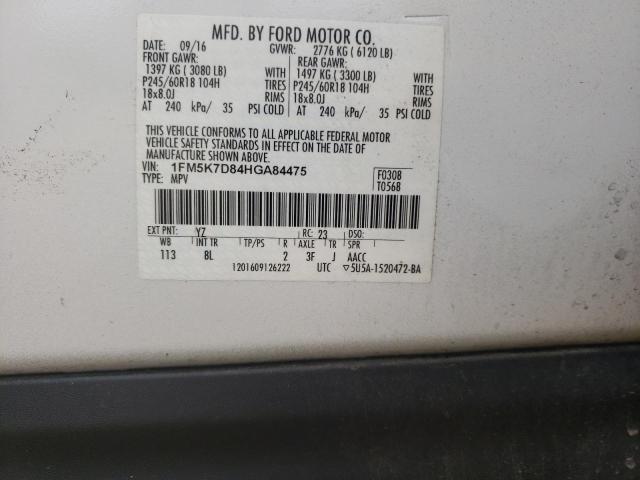 MFD. BY FORD MOTOR CO.
DATE: 09/16 GVWR: 2776 KG ( 6120 LB)
FRONT GAWR: REAR GAWR:
1397 KG ( 3080 LB) 1497 KG ( 3300 LB)
P245/60R18 104H TIRES P245/60R18 104H TIRES
18x8.0J RIMS 18x8.0J RIMS
AT 240 kPa/ 35 PSI COLD AT 240 kPa/ 35 PSI COLD
THIS VEHICLE CONFORMS TO ALL APPLICABLE FEDERAL MOTOR
VEHICLE SAFETY STANDARDS IN EFFECT ON THE DATE OF
MANUFACTURE SHOWN ABOVE.
VIN: 1FM5K7D84HGA84475 F0308
TYPE: MPV T0568
EXT PNT: YZ RC: 23 DSO:
WB INT TR TP/PS R AXLE TR SPR
113 8L 2 3F J AACC
1201609126222 UTC ▽5U5A-1520472-BA